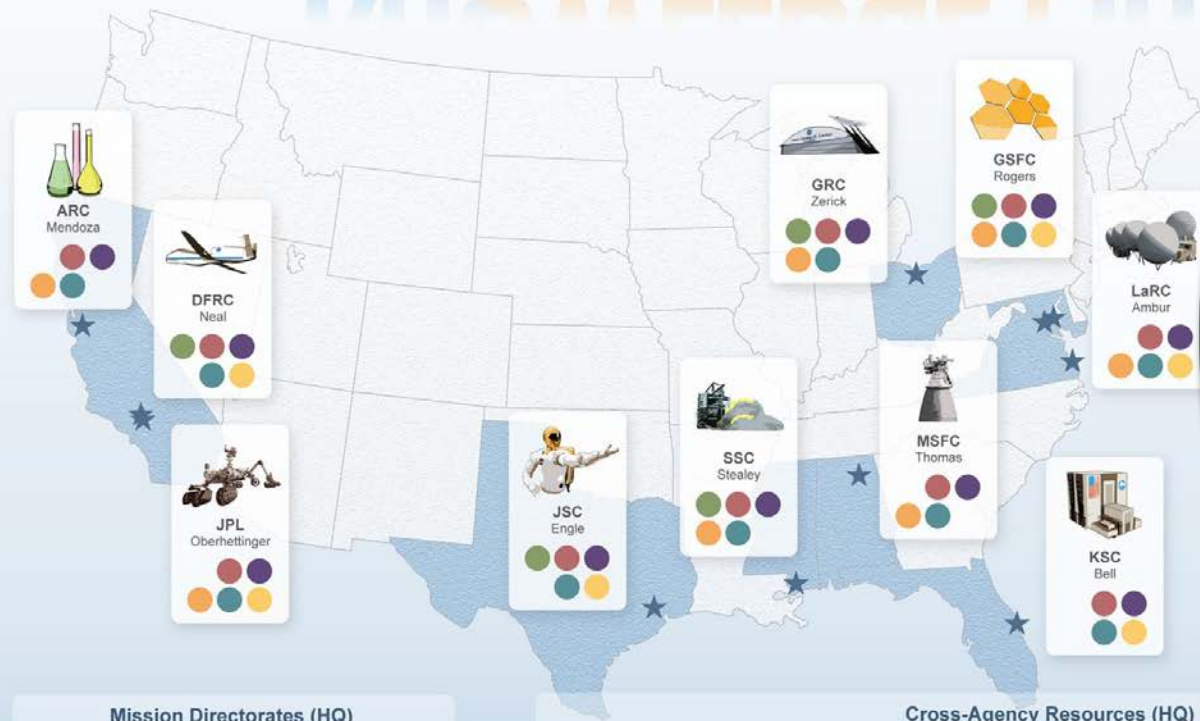 ARC
Mendoza
DFRC
Neal
JPL
Oberhettinger
JSC
Engle
SSC
Stealey
GRC
Zerick
GSFC
Rogers
LaRC
Ambur
MSFC
Thomas
KSC
Bell
Mission Directorates (HQ)
Cross-Agency Resources (HQ)